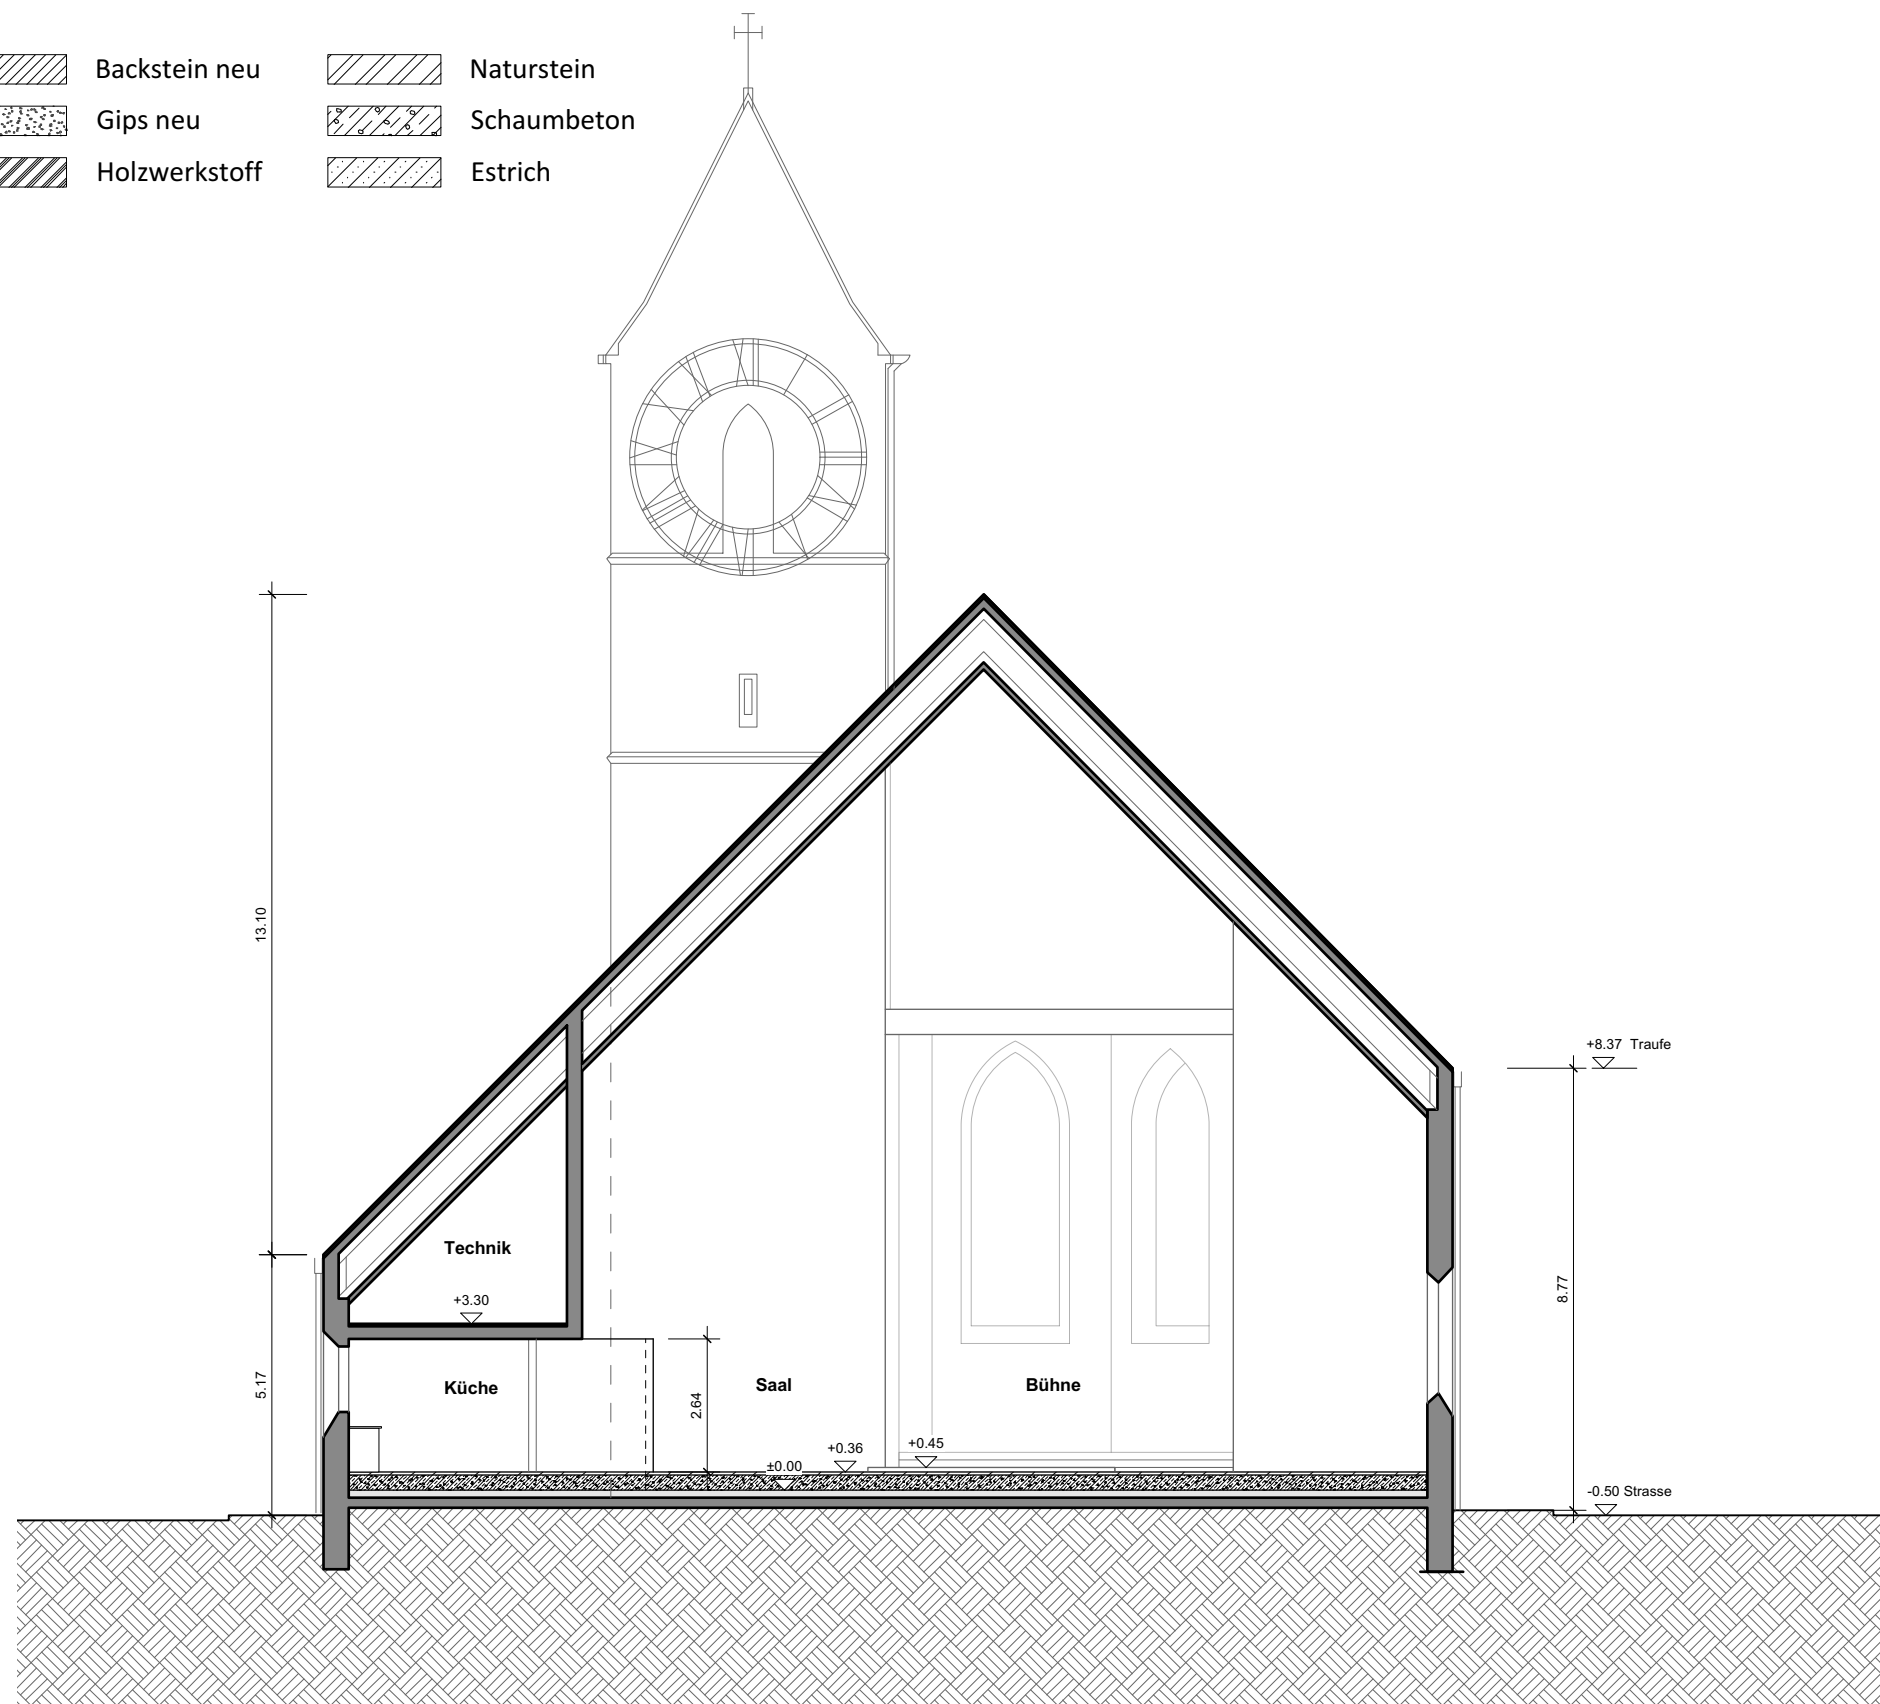 Backstein neu
Naturstein
Gips neu
Schaumbeton
Holzwerkstoff
Estrich
13.10
+8.37 Traufe
Technik
+3.30
8.77
5.17
Küche
2.64
Saal
Bühne
+0.36
+0.45
±0.00
-0.50 Strasse